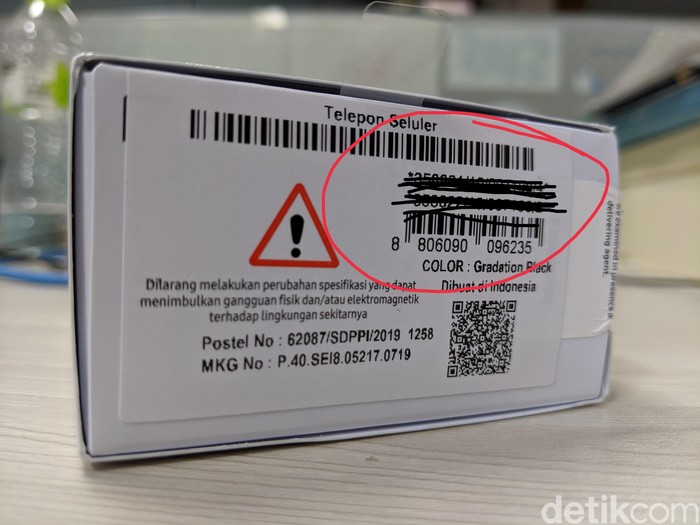 Telepon Seluler
8 806090 096235
COLOR : Gradation Black
Dibuat di Indonesia
Dilarang melakukan perubahan spesifikasi yang dapat
menimbulkan gangguan fisik dan/atau elektromagnetik
terhadap lingkungan sekitarnya
Postel No : 62087/SDPPI/2019 1258
MKG No : P.40.SEI8.05217.0719
delivering agent.
detikcom